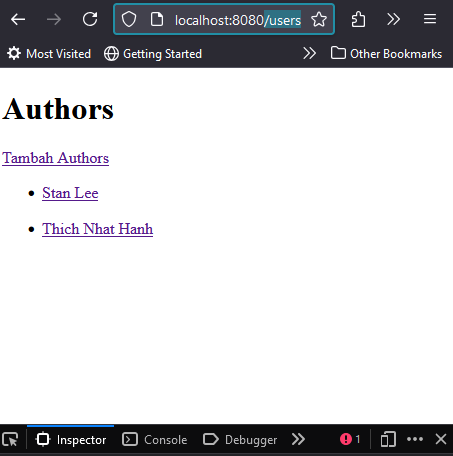 localhost:8080/users
Most Visited Getting Started Other Bookmarks
Authors
Tambah Authors
Stan Lee
Thich Nhat Hanh
Inspector Console Debugger 1